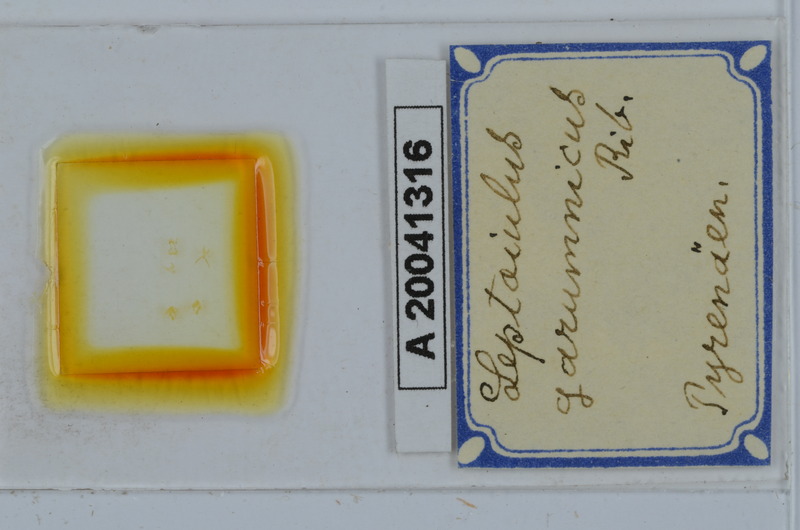 A 20041316
Leptoiulus
garumnicus
Rib.
Pyrenäen.